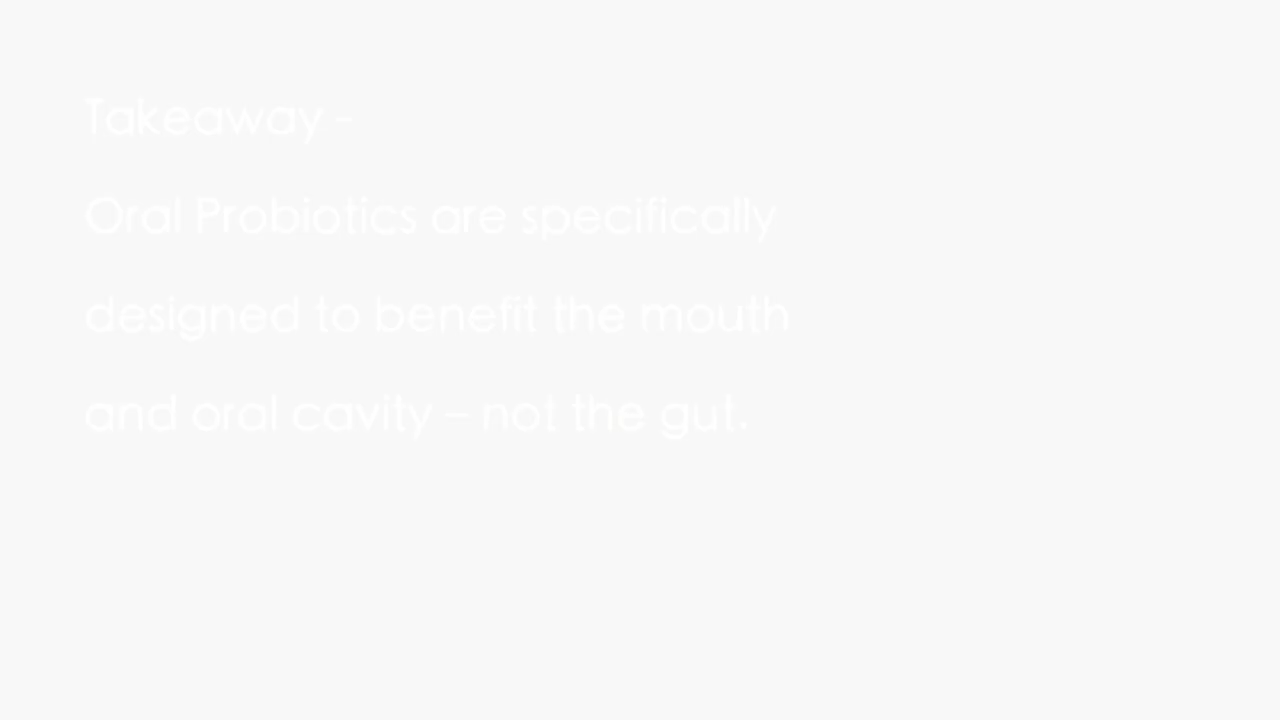 Takeaway -
Oral Probiotics are specifically
designed to benefit the mouth
and oral cavity – not the gut.